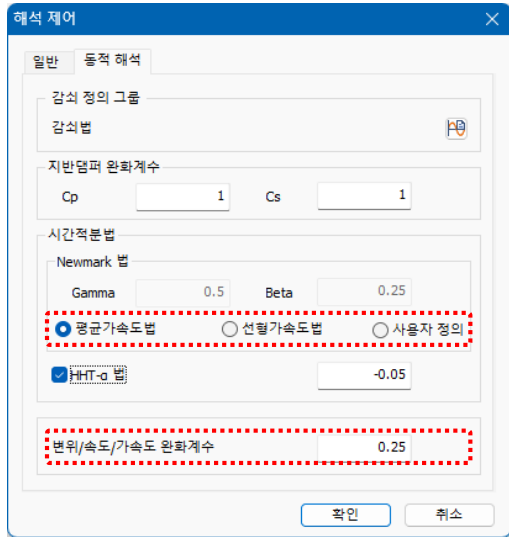 해석 제어
일반 동적 해석
감쇠 정의 그룹
감쇠법
지반댐퍼 완화계수
Cp 1 Cs 1
시간적분법
Newmark 법
Gamma 0.5 Beta 0.25
평균가속도법 선형가속도법 사용자 정의
HHT-α 법 -0.05
변위/속도/가속도 완화계수 0.25
확인 취소